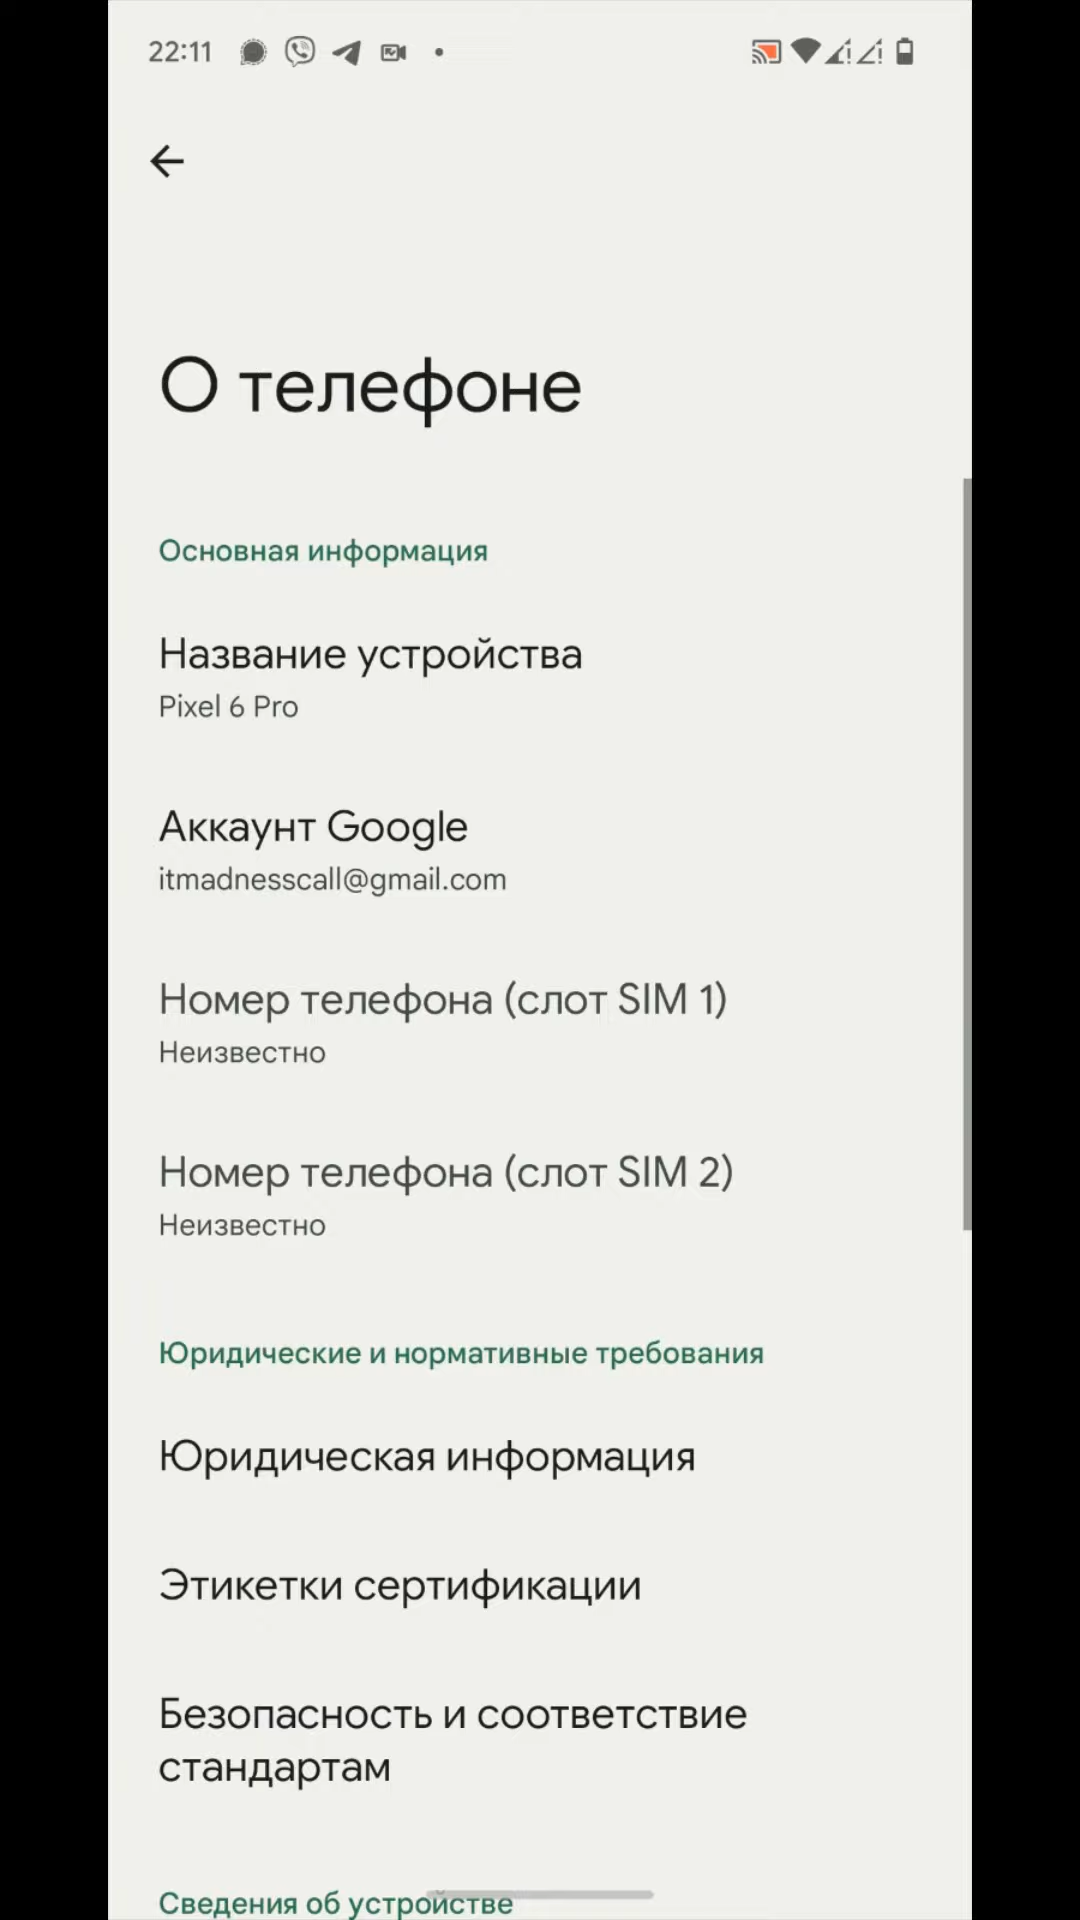 22:11
О телефоне
Основная информация
Название устройства
Pixel 6 Pro
Аккаунт Google
itmadnesscall@gmail.com
Номер телефона (слот SIM 1)
Неизвестно
Номер телефона (слот SIM 2)
Неизвестно
Юридические и нормативные требования
Юридическая информация
Этикетки сертификации
Безопасность и соответствие
стандартам
Сведения об устройстве